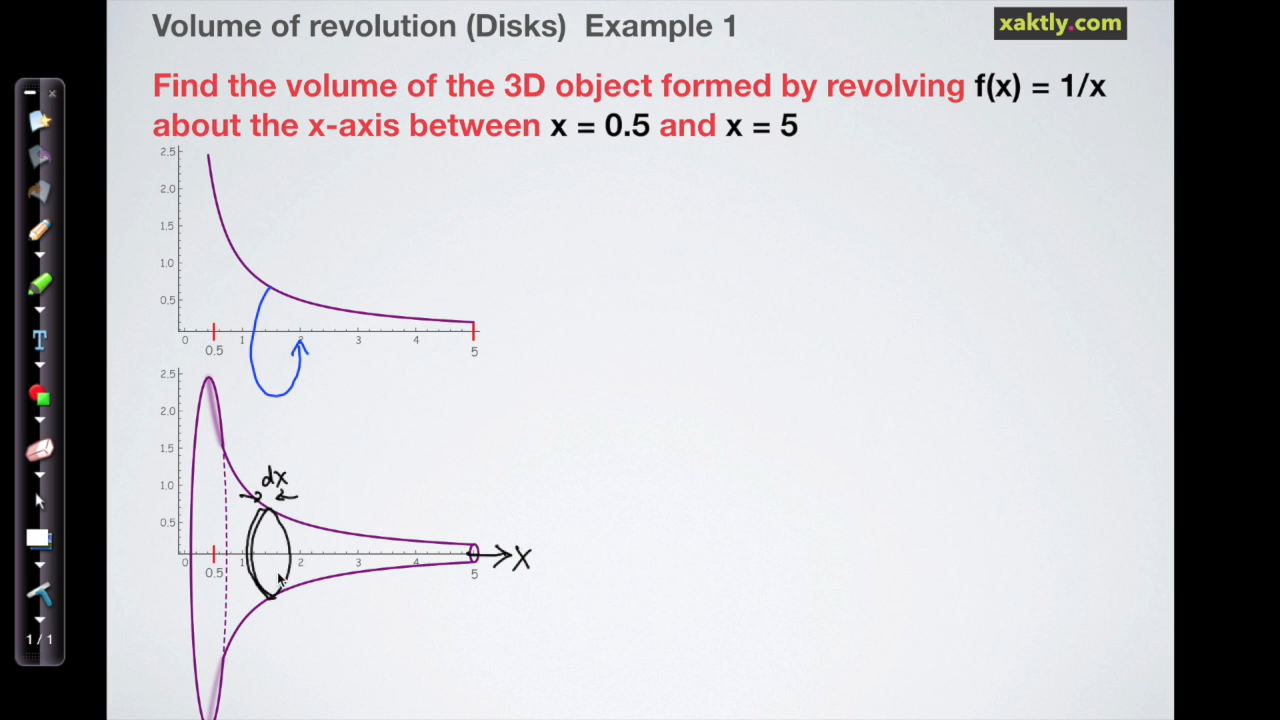 Volume of revolution (Disks) Example 1
xaktly.com
Find the volume of the 3D object formed by revolving f(x) = 1/x
about the x-axis between x = 0.5 and x = 5
2.5
2.0
1.5
1.0
0.5
0 1 2 3 4
0.5 5
2.5
2.0
1.5
dx
1.0
0.5
X
0 1 2 3 4
0.5 5
T
1 / 1